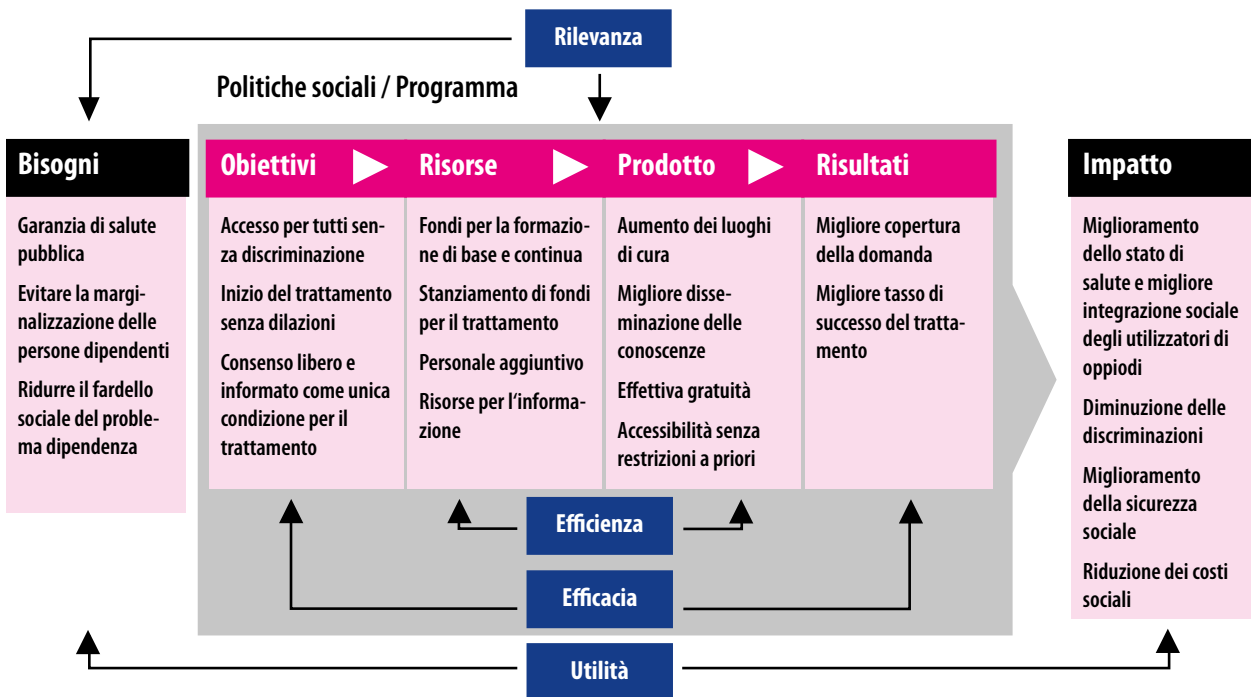 Rilevanza
Politiche sociali / Programma
Bisogni
Garanzia di salute
pubblica
Evitare la margi-
nalizzazione delle
persone dipendenti
Ridurre il fardello
sociale del proble-
ma dipendenza
Obiettivi
Accesso per tutti sen-
za discriminazione
Inizio del trattamento
senza dilazioni
Consenso libero e
informato come unica
condizione per il
trattamento
Risorse
Fondi per la formazio-
ne di base e continua
Stanziamento di fondi
per il trattamento
Personale aggiuntivo
Risorse per l‘informa-
zione
Prodotto
Aumento dei luoghi
di cura
Migliore disse-
minazione delle
conoscenze
Effettiva gratuità
Accessibilità senza
restrizioni a priori
Risultati
Migliore copertura
della domanda
Migliore tasso di
successo del tratta-
mento
Impatto
Miglioramento
dello stato di
salute e migliore
integrazione sociale
degli utilizzatori di
oppiodi
Diminuzione delle
discriminazioni
Miglioramento
della sicurezza
sociale
Riduzione dei costi
sociali
Efficienza
Efficacia
Utilità